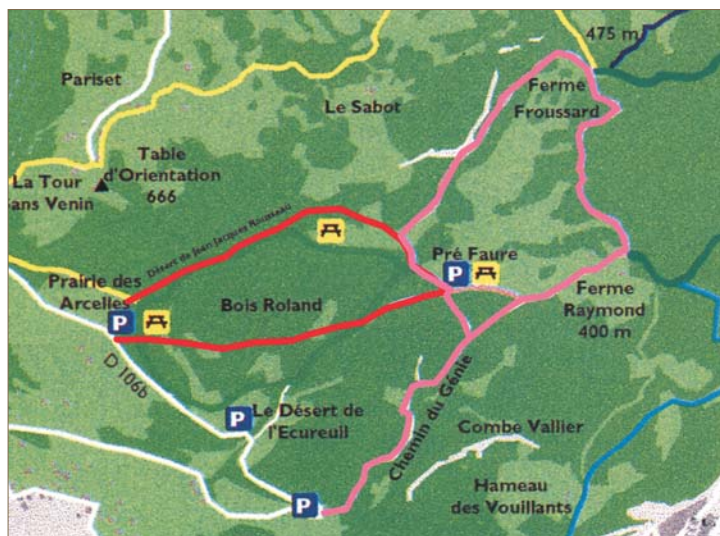 475 m
Pariset
Ferme
Froussard
Le Sabot
Table
d'Orientation
666
La Tour
Sans Venin
Désert de Jean Jacques Rousseau
Pré Faure
P
Prairie des
Arcelles
P
Bois Roland
Ferme
Raymond
400 m
D 106b
P
Le Désert de
l'Ecureuil
Chemin du Génie
Combe Vallier
P
Hameau
des Vouillants